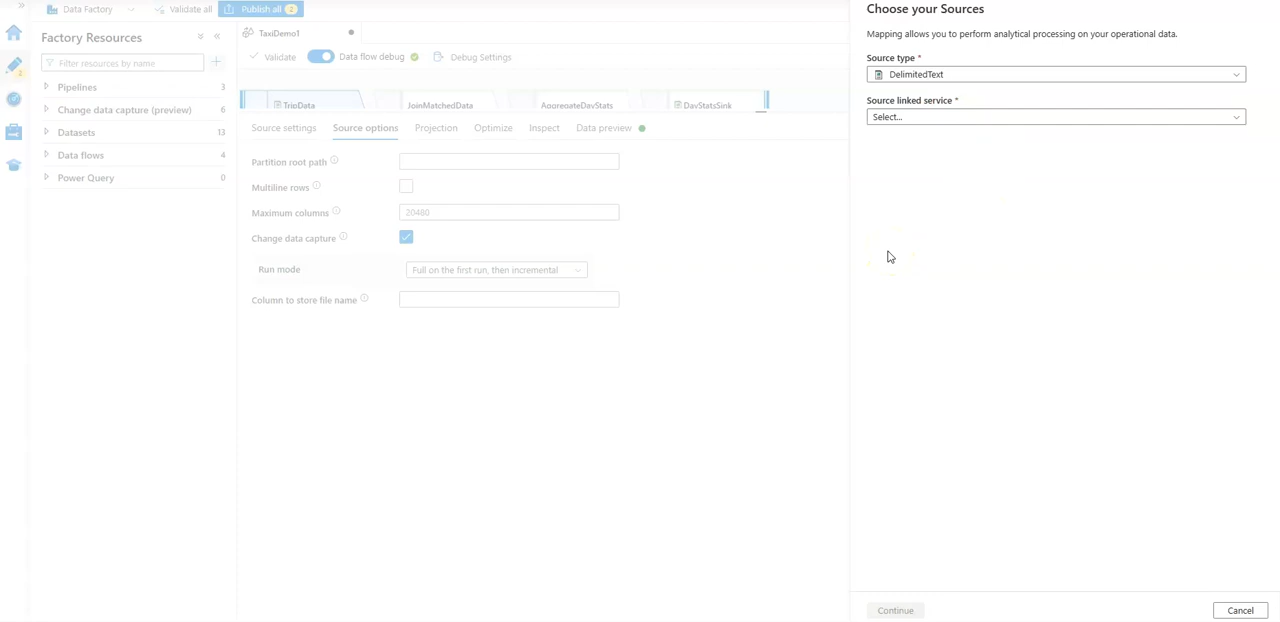 Data Factory
Validate all
Publish all 2
Factory Resources
Filter resources by name
Pipelines 3
Change data capture (preview) 6
Datasets 13
Data flows 4
Power Query 0
TaxiDemo1
Validate
Data flow debug
Debug Settings
TripData
JoinMatchedData
AggregateDayStats
DayStatsSink
Source settings
Source options
Projection
Optimize
Inspect
Data preview
Partition root path
Multiline rows
Maximum columns
20480
Change data capture
Run mode
Full on the first run, then incremental
Column to store file name
Choose your Sources
Mapping allows you to perform analytical processing on your operational data.
Source type *
DelimitedText
Source linked service *
Select...
Continue
Cancel